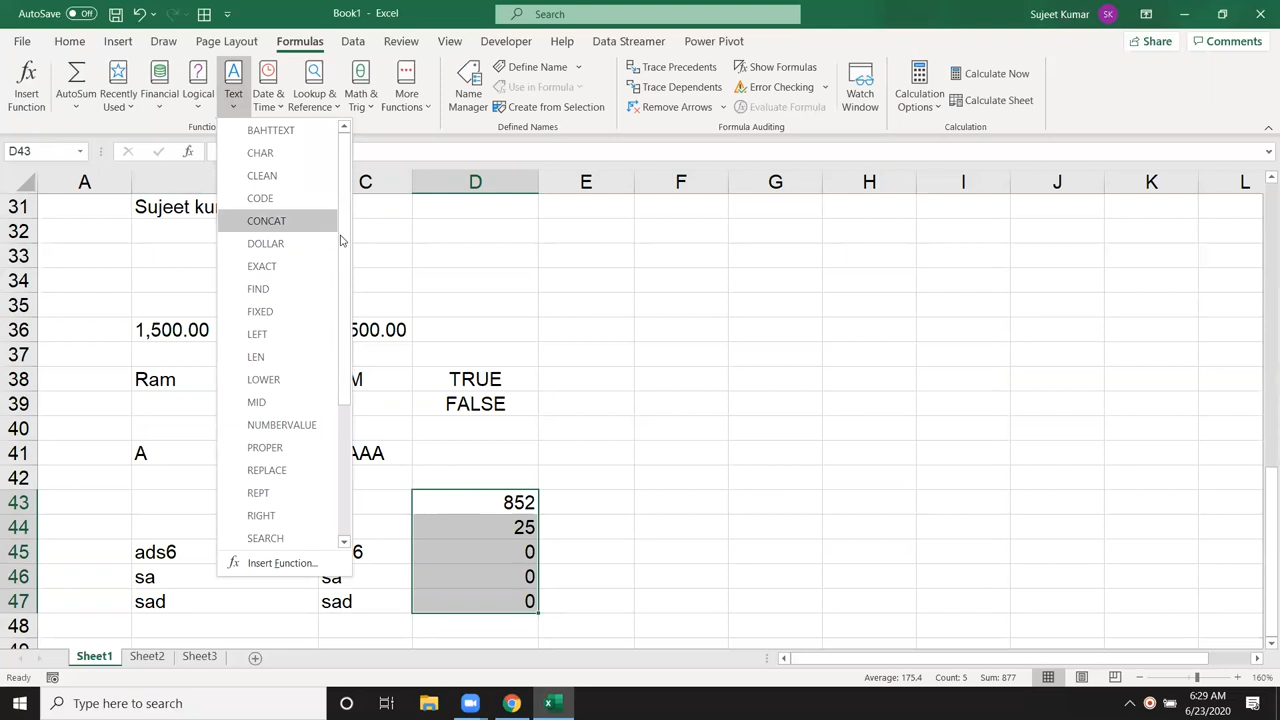 AutoSave Off Book1 - Excel Search Sujeet Kumar SK
File Home Insert Draw Page Layout Formulas Data Review View Developer Help Data Streamer Power Pivot Share Comments
Insert Function AutoSum Recently Used Financial Logical Text Date & Time Lookup & Reference Math & Trig More Functions Name Manager Define Name Use in Formula Create from Selection Trace Precedents Trace Dependents Remove Arrows Show Formulas Error Checking Evaluate Formula Watch Window Calculation Options Calculate Now Calculate Sheet
Defined Names Formula Auditing Calculation
D43 fx
A C D E F G H I J K L
31 Sujeet
32
33
34
35
36 1,500.00 500.00
37
38 Ram M TRUE
39 FALSE
40
41 A AAA
42
43 852
44 25
45 ads6 6 0
46 sa sa 0
47 sad sad 0
48
BAHTTEXT
CHAR
CLEAN
CODE
CONCAT
DOLLAR
EXACT
FIND
FIXED
LEFT
LEN
LOWER
MID
NUMBERVALUE
PROPER
REPLACE
REPT
RIGHT
SEARCH
fx Insert Function...
Sheet1 Sheet2 Sheet3
Ready Average: 175.4 Count: 5 Sum: 877 160%
Type here to search 6:29 AM
6/23/2020